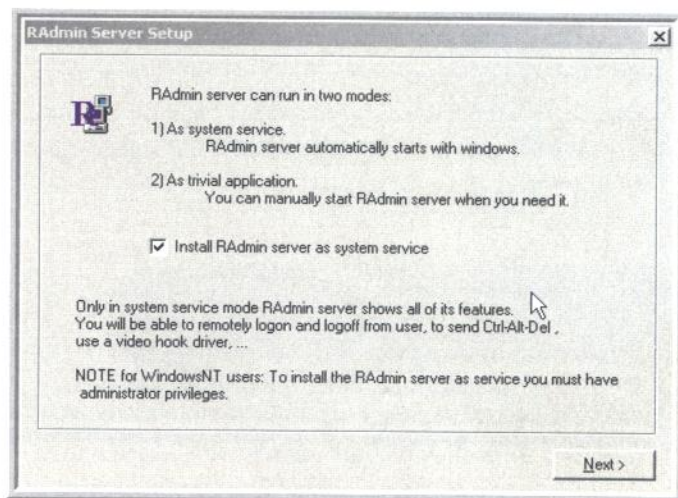 RAdmin Server Setup
RAdmin server can run in two modes:
1) As system service.
RAdmin server automatically starts with windows.
2) As trivial application.
You can manually start RAdmin server when you need it.
Install RAdmin server as system service
Only in system service mode RAdmin server shows all of its features.
You will be able to remotely logon and logoff from user, to send Ctrl-Alt-Del ,
use a video hook driver, ...
NOTE for WindowsNT users: To install the RAdmin server as service you must have
administrator privileges.
Next >